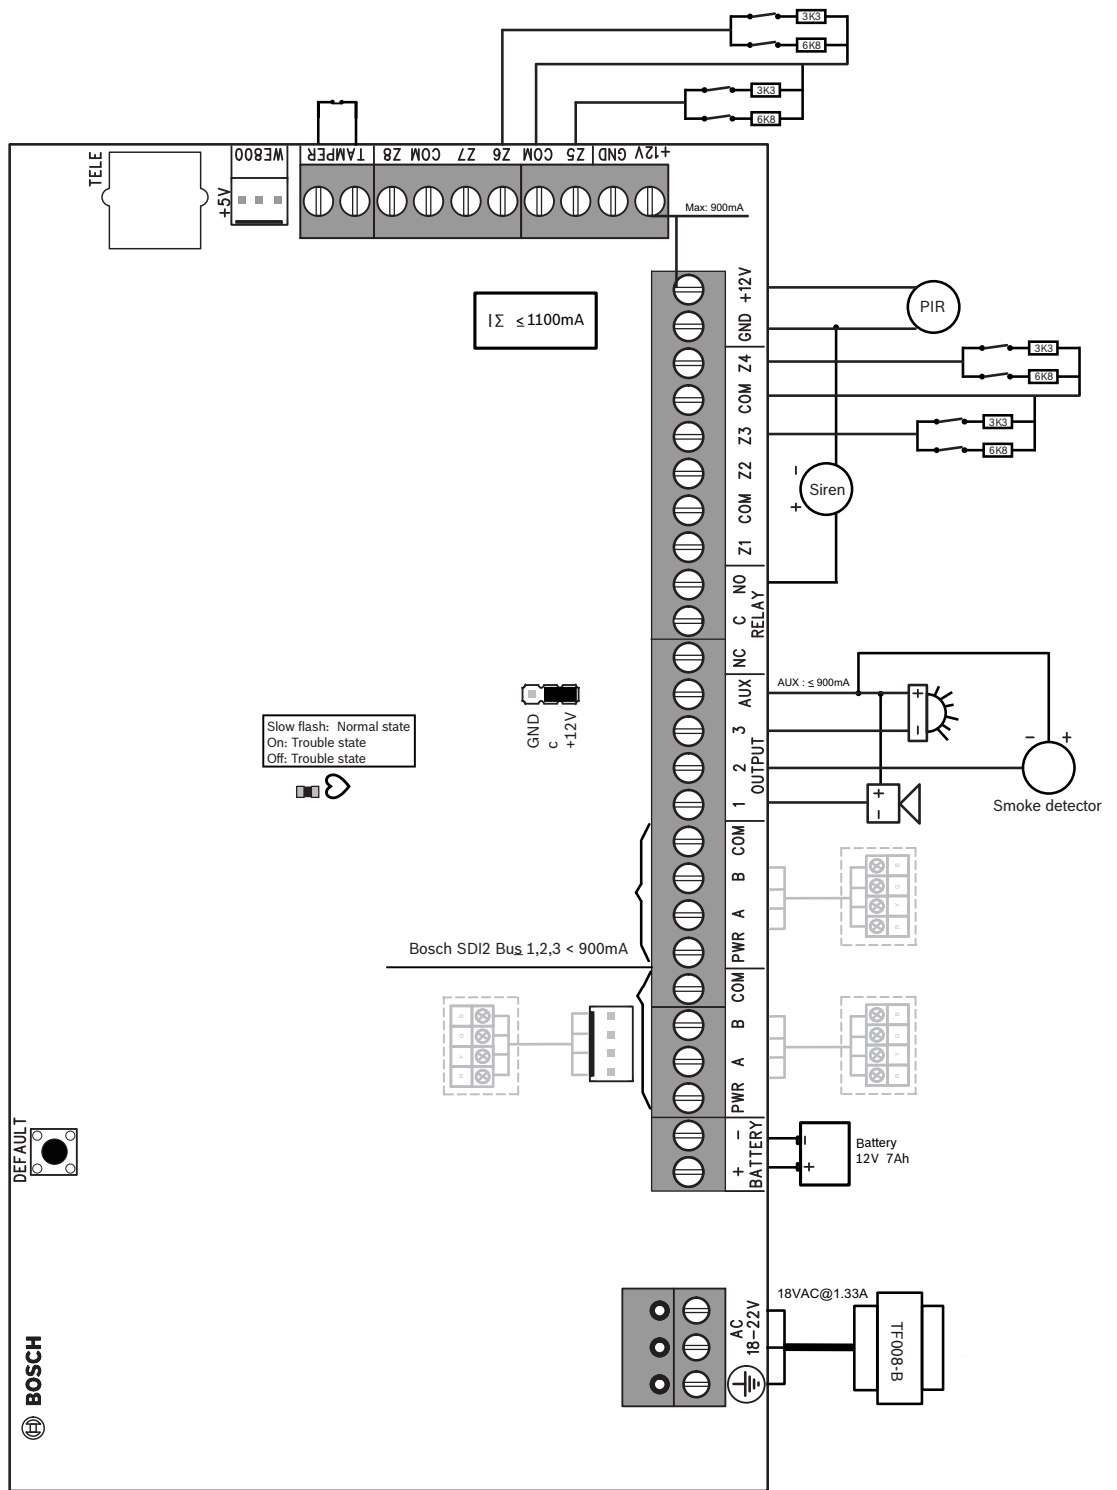 3K3
6K8
3K3
6K8
TELE
WE800
+5V
TAMPER
Z8
COM
Z7
Z6
COM
Z5
GND
+12V
Max: 900mA
I∑ ≤1100mA
+12V
GND
Z4
COM
Z3
Z2
COM
Z1
NO
C
NC
RELAY
AUX
3
2
1
OUTPUT
COM
B
A
PWR
COM
B
A
PWR
-
+
BATTERY
AC
18-22V
PIR
3K3
6K8
3K3
6K8
-
+
Siren
AUX : ≤ 900mA
+
-
- +
Smoke detector
+
-
GND
c
+12V
Slow flash: Normal state
On: Trouble state
Off: Trouble state
Bosch SDI2 Bus 1,2,3 < 900mA
-
+
Battery
12V 7Ah
DEFAULT
18VAC@1.33A
TF008-B
BOSCH